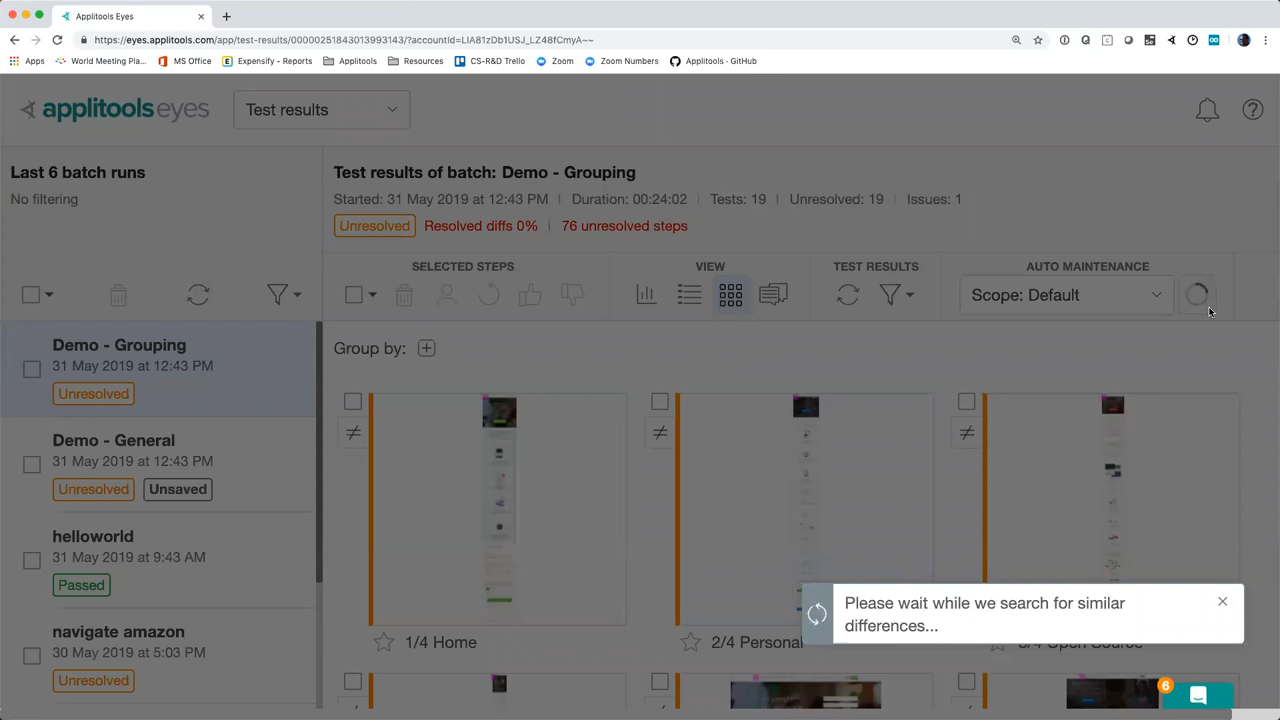 Applitools Eyes
https://eyes.applitools.com/app/test-results/00000251843013993143/?accountId=LIA81zDb1USJ_LZ48fCmyA~~
Apps
World Meeting Pla...
MS Office
Expensify - Reports
Applitools
Resources
CS-R&D Trello
Zoom
Zoom Numbers
Applitools · GitHub
applitools eyes
Test results
Last 6 batch runs
No filtering
Test results of batch: Demo - Grouping
Started: 31 May 2019 at 12:43 PM
Duration: 00:24:02
Tests: 19
Unresolved: 19
Issues: 1
Unresolved
Resolved diffs 0%
76 unresolved steps
SELECTED STEPS
VIEW
TEST RESULTS
AUTO MAINTENANCE
Scope: Default
Demo - Grouping
31 May 2019 at 12:43 PM
Unresolved
Demo - General
31 May 2019 at 12:43 PM
Unresolved
Unsaved
helloworld
31 May 2019 at 9:43 AM
Passed
navigate amazon
30 May 2019 at 5:03 PM
Unresolved
Group by:
1/4 Home
2/4 Personal
Please wait while we search for similar
differences...
6